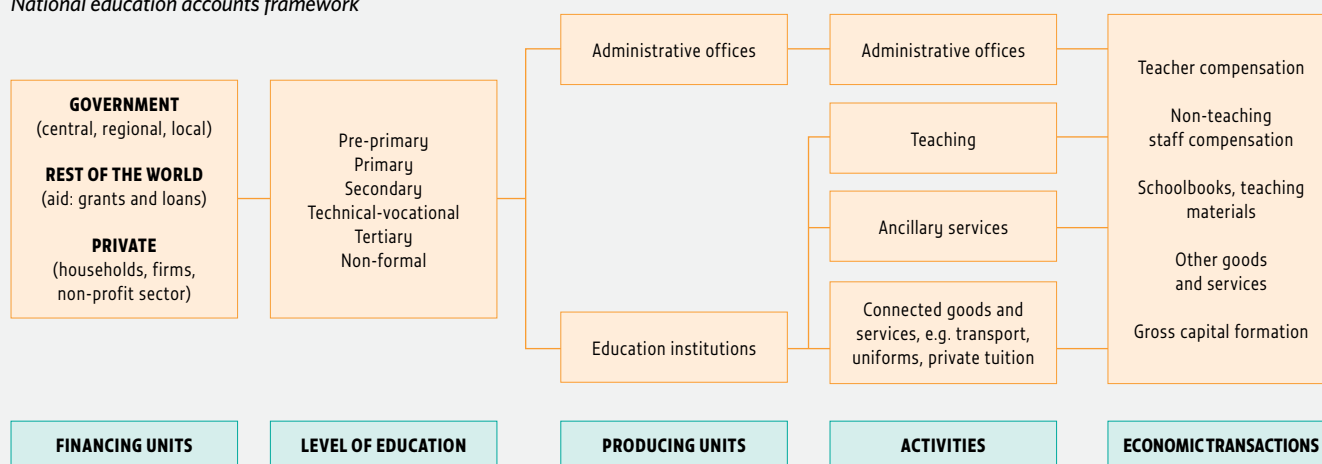 National education accounts framework
GOVERNMENT
(central, regional, local)
REST OF THE WORLD
(aid: grants and loans)
PRIVATE
(households, firms,
non-profit sector)
Pre-primary
Primary
Secondary
Technical-vocational
Tertiary
Non-formal
Administrative offices
Education institutions
Administrative offices
Teaching
Ancillary services
Connected goods and
services, e.g. transport,
uniforms, private tuition
Teacher compensation
Non-teaching
staff compensation
Schoolbooks, teaching
materials
Other goods
and services
Gross capital formation
FINANCING UNITS
LEVEL OF EDUCATION
PRODUCING UNITS
ACTIVITIES
ECONOMIC TRANSACTIONS